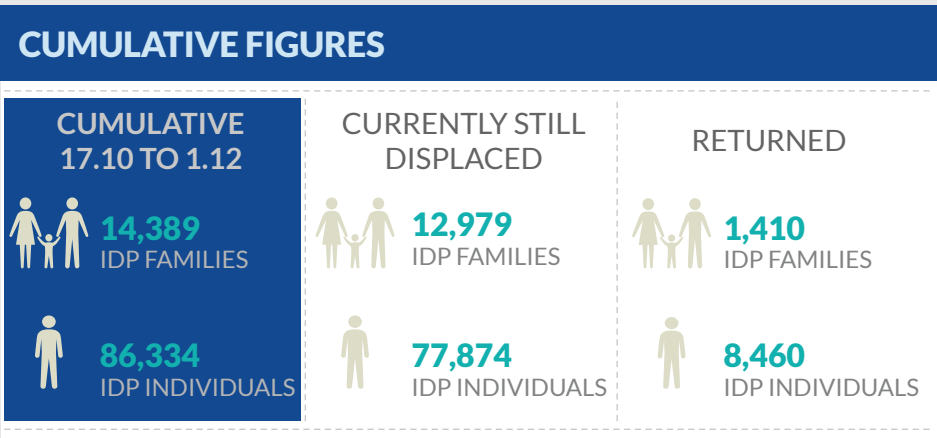 CUMULATIVE FIGURES
CUMULATIVE
17.10 TO 1.12
14,389
IDP FAMILIES
86,334
IDP INDIVIDUALS
CURRENTLY STILL
DISPLACED
12,979
IDP FAMILIES
77,874
IDP INDIVIDUALS
RETURNED
1,410
IDP FAMILIES
8,460
IDP INDIVIDUALS